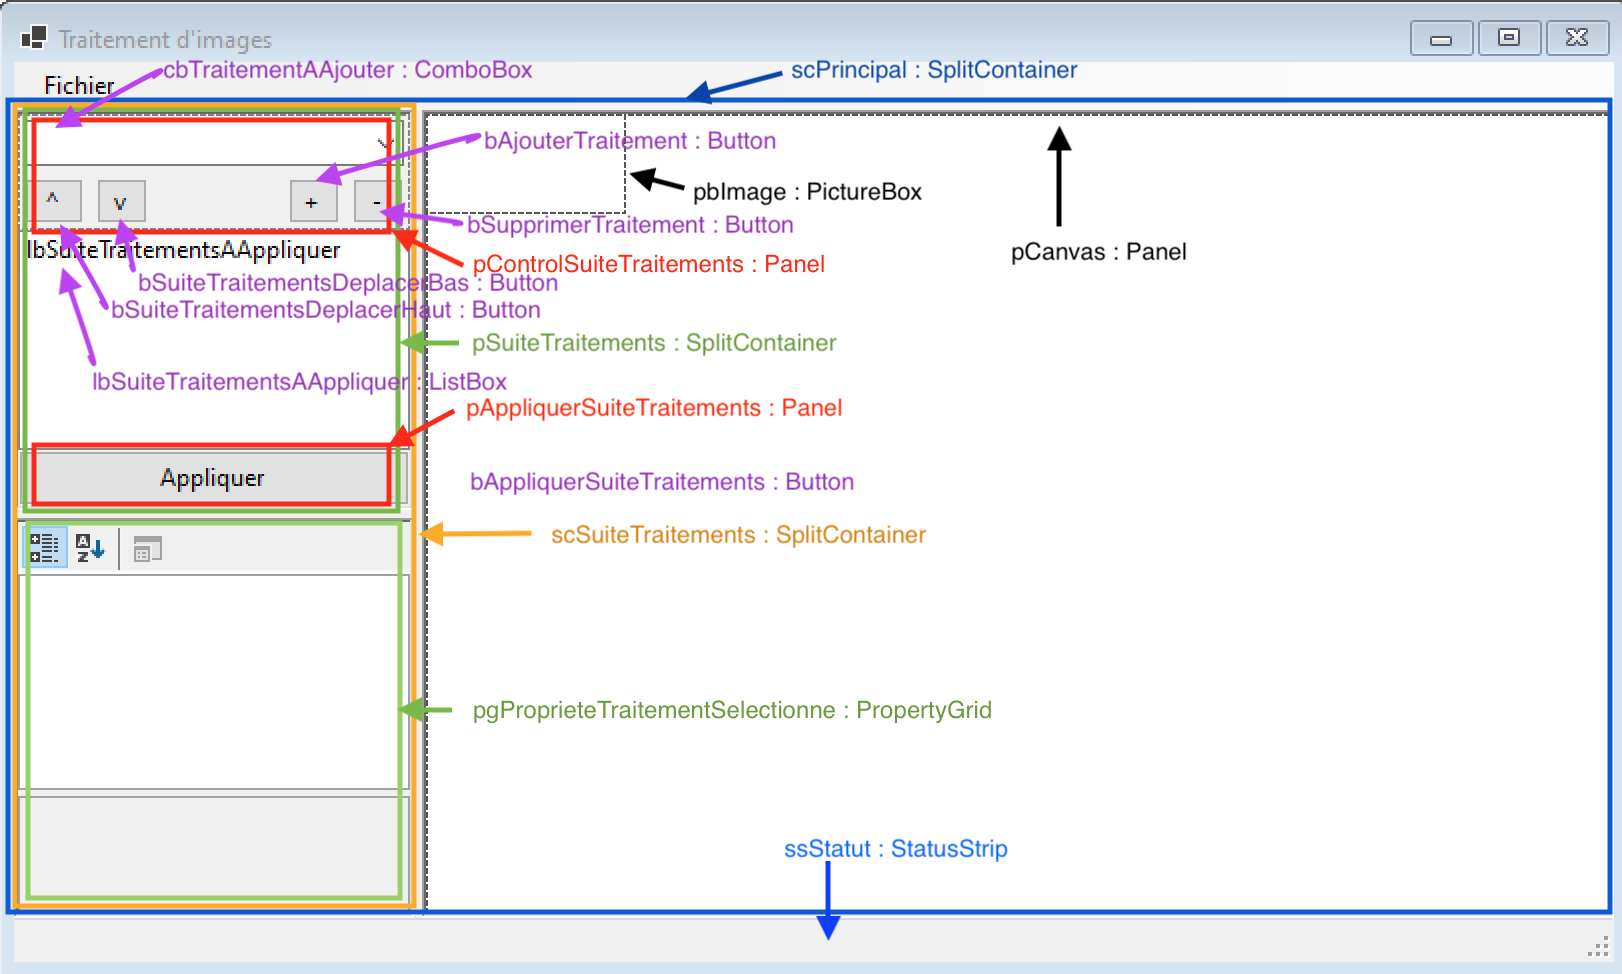 Traitement d'images
Fichier
cbTraitementAAjouter : ComboBox
scPrincipal : SplitContainer
bAjouterTraitement : Button
pbImage : PictureBox
^
v
+
-
bSupprimerTraitement : Button
lbSuiteTraitementsAAppliquer
pCanvas : Panel
pControlSuiteTraitements : Panel
bSuiteTraitementsDeplacerBas : Button
bSuiteTraitementsDeplacerHaut : Button
pSuiteTraitements : SplitContainer
lbSuiteTraitementsAAppliquer : ListBox
pAppliquerSuiteTraitements : Panel
Appliquer
bAppliquerSuiteTraitements : Button
scSuiteTraitements : SplitContainer
A
Z
pgProprieteTraitementSelectionne : PropertyGrid
ssStatut : StatusStrip